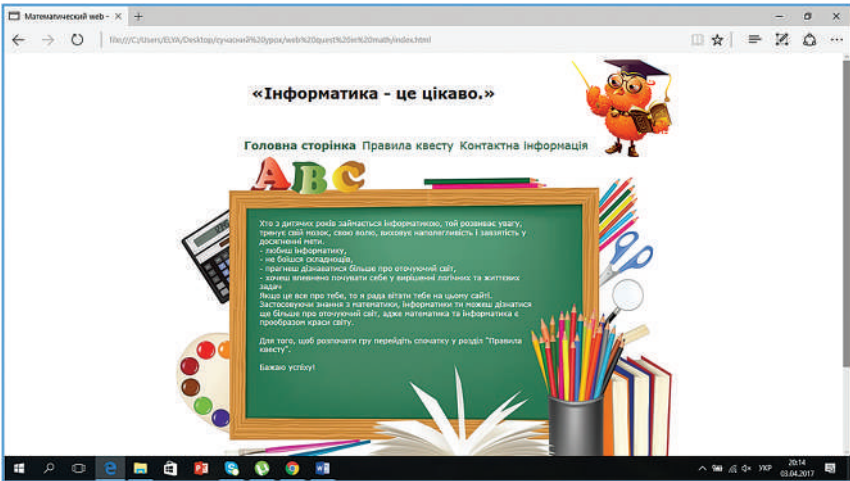 Математический web -
file:///C:/Users/ELYA/Desktop/сучасний%20урок/web%20quest%20in%20math/index.html
«Інформатика - це цікаво.»
Головна сторінка Правила квесту Контактна інформація
ABC
Хто з дитячих років займається інформатикою, той розвиває увагу,
тренує свій мозок, свою волю, виховує наполегливість і завзятість у
досягненні мети.
- любиш інформатику,
- не боїшся складнощів,
- прагнеш дізнаватися більше про оточуючий світ,
- хочеш впевнено почувати себе у вирішенні логічних та життєвих
задач
Якщо це все про тебе, то я рада вітати тебе на цьому сайті.
Застосовуючи знання з математики, інформатики ти можеш дізнатися
ще більше про оточуючий світ, адже математика та інформатика є
прообразом краси світу.
Для того, щоб розпочати гру перейдіть спочатку у розділ "Правила
квесту".
Бажаю успіху!
УКР
20:14
03.04.2017